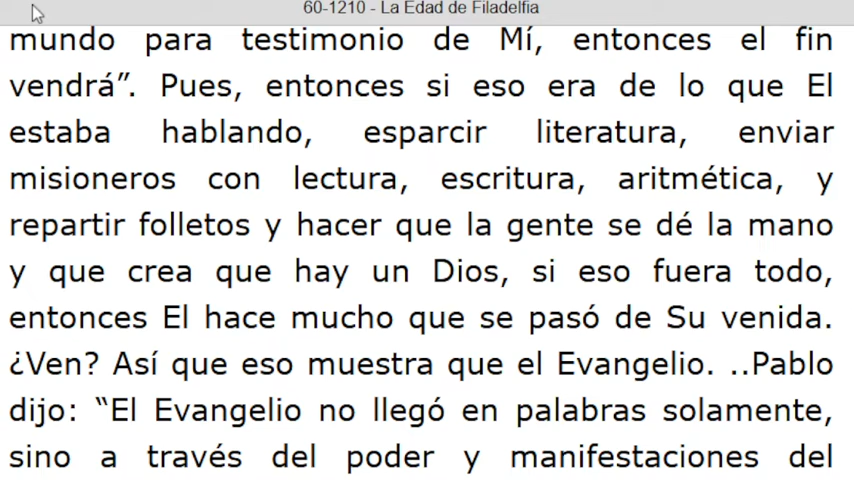 60-1210 - La Edad de Filadelfia
mundo para testimonio de Mí, entonces el fin
vendrá”. Pues, entonces si eso era de lo que El
estaba hablando, esparcir literatura, enviar
misioneros con lectura, escritura, aritmética, y
repartir folletos y hacer que la gente se dé la mano
y que crea que hay un Dios, si eso fuera todo,
entonces El hace mucho que se pasó de Su venida.
¿Ven? Así que eso muestra que el Evangelio. ..Pablo
dijo: “El Evangelio no llegó en palabras solamente,
sino a través del poder y manifestaciones del